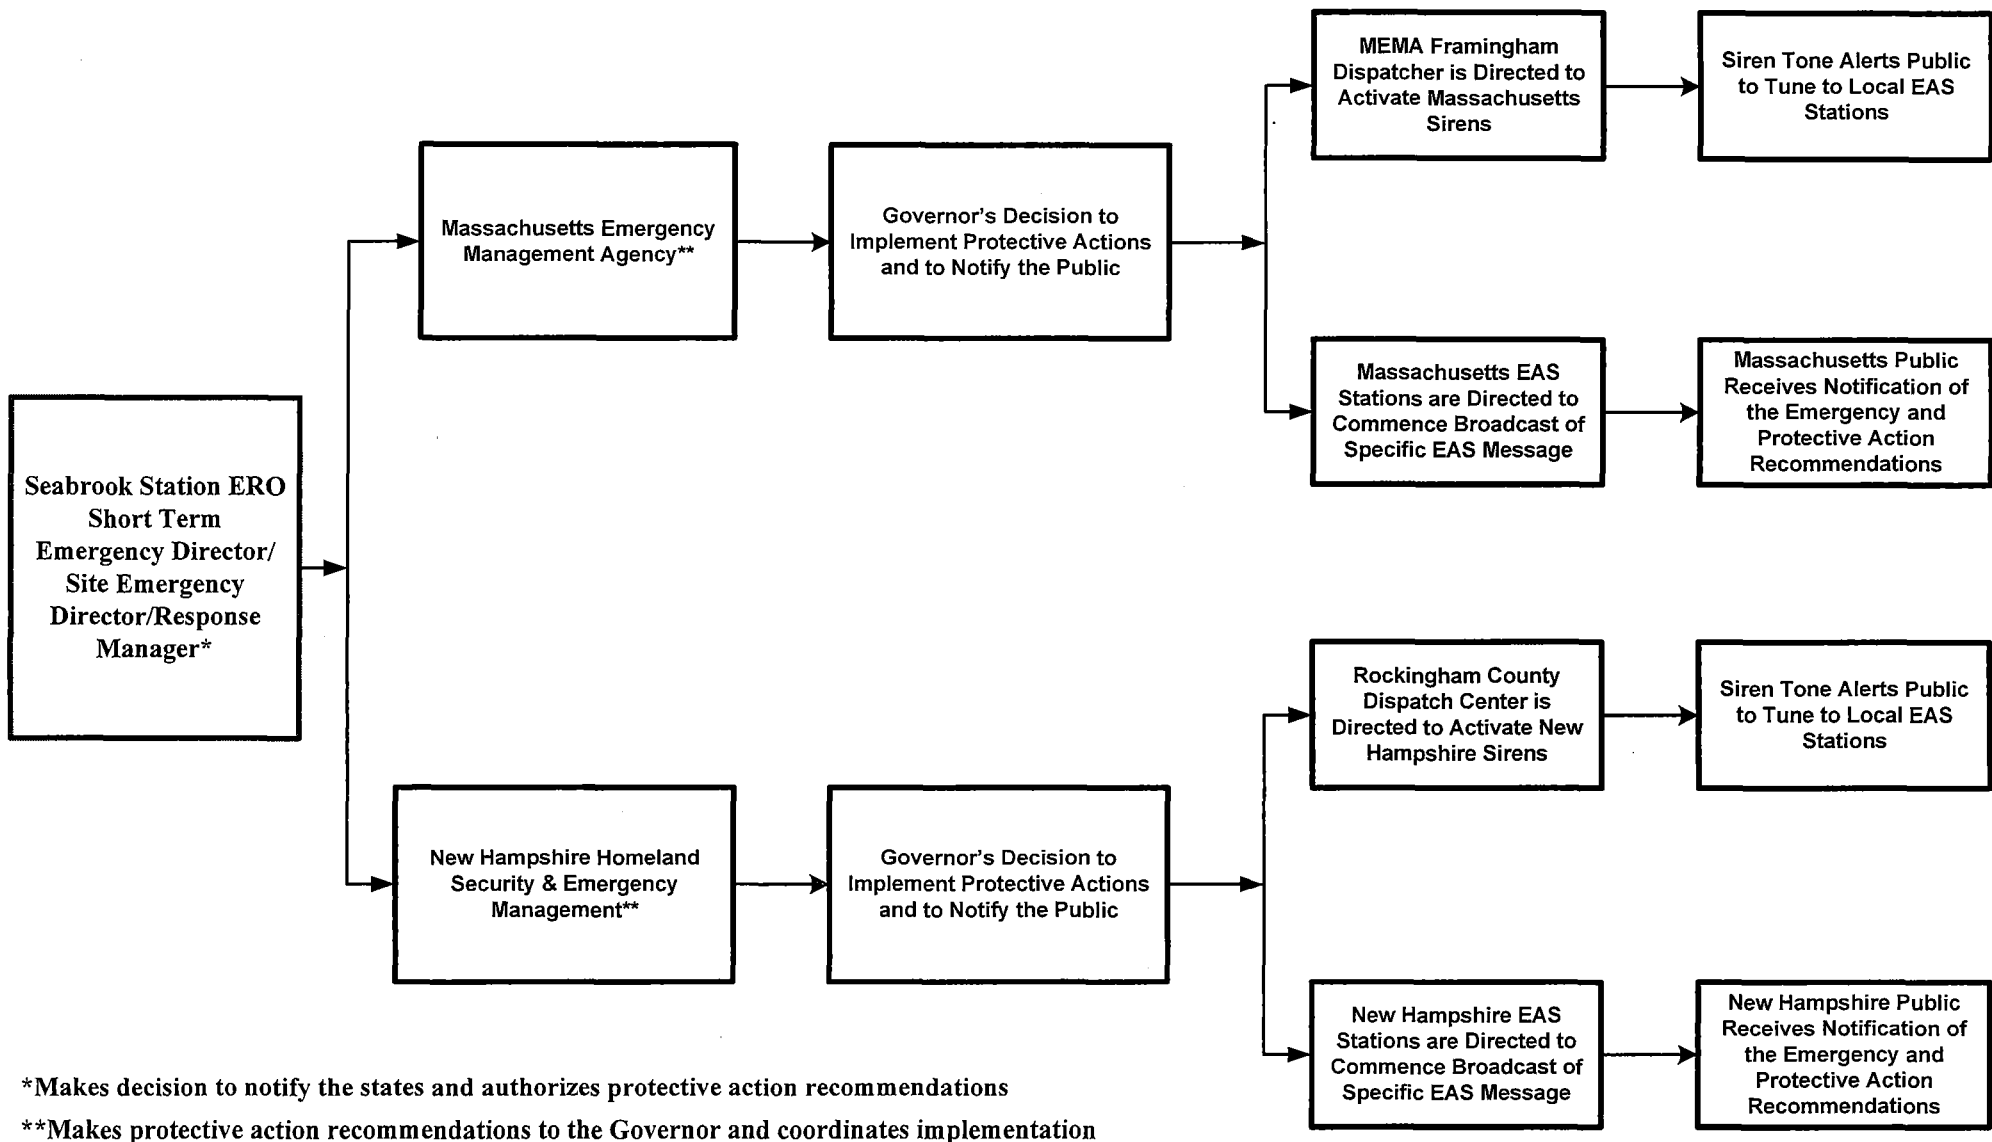 Seabrook Station ERO
Short Term
Emergency Director/
Site Emergency
Director/Response
Manager*
Massachusetts Emergency
Management Agency**
Governor's Decision to
Implement Protective Actions
and to Notify the Public
MEMA Framingham
Dispatcher is Directed to
Activate Massachusetts
Sirens
Siren Tone Alerts Public
to Tune to Local EAS
Stations
Massachusetts EAS
Stations are Directed to
Commence Broadcast of
Specific EAS Message
Massachusetts Public
Receives Notification of
the Emergency and
Protective Action
Recommendations
New Hampshire Homeland
Security & Emergency
Management**
Governor's Decision to
Implement Protective Actions
and to Notify the Public
Rockingham County
Dispatch Center is
Directed to Activate New
Hampshire Sirens
Siren Tone Alerts Public
to Tune to Local EAS
Stations
New Hampshire EAS
Stations are Directed to
Commence Broadcast of
Specific EAS Message
New Hampshire Public
Receives Notification of
the Emergency and
Protective Action
Recommendations
*Makes decision to notify the states and authorizes protective action recommendations
**Makes protective action recommendations to the Governor and coordinates implementation